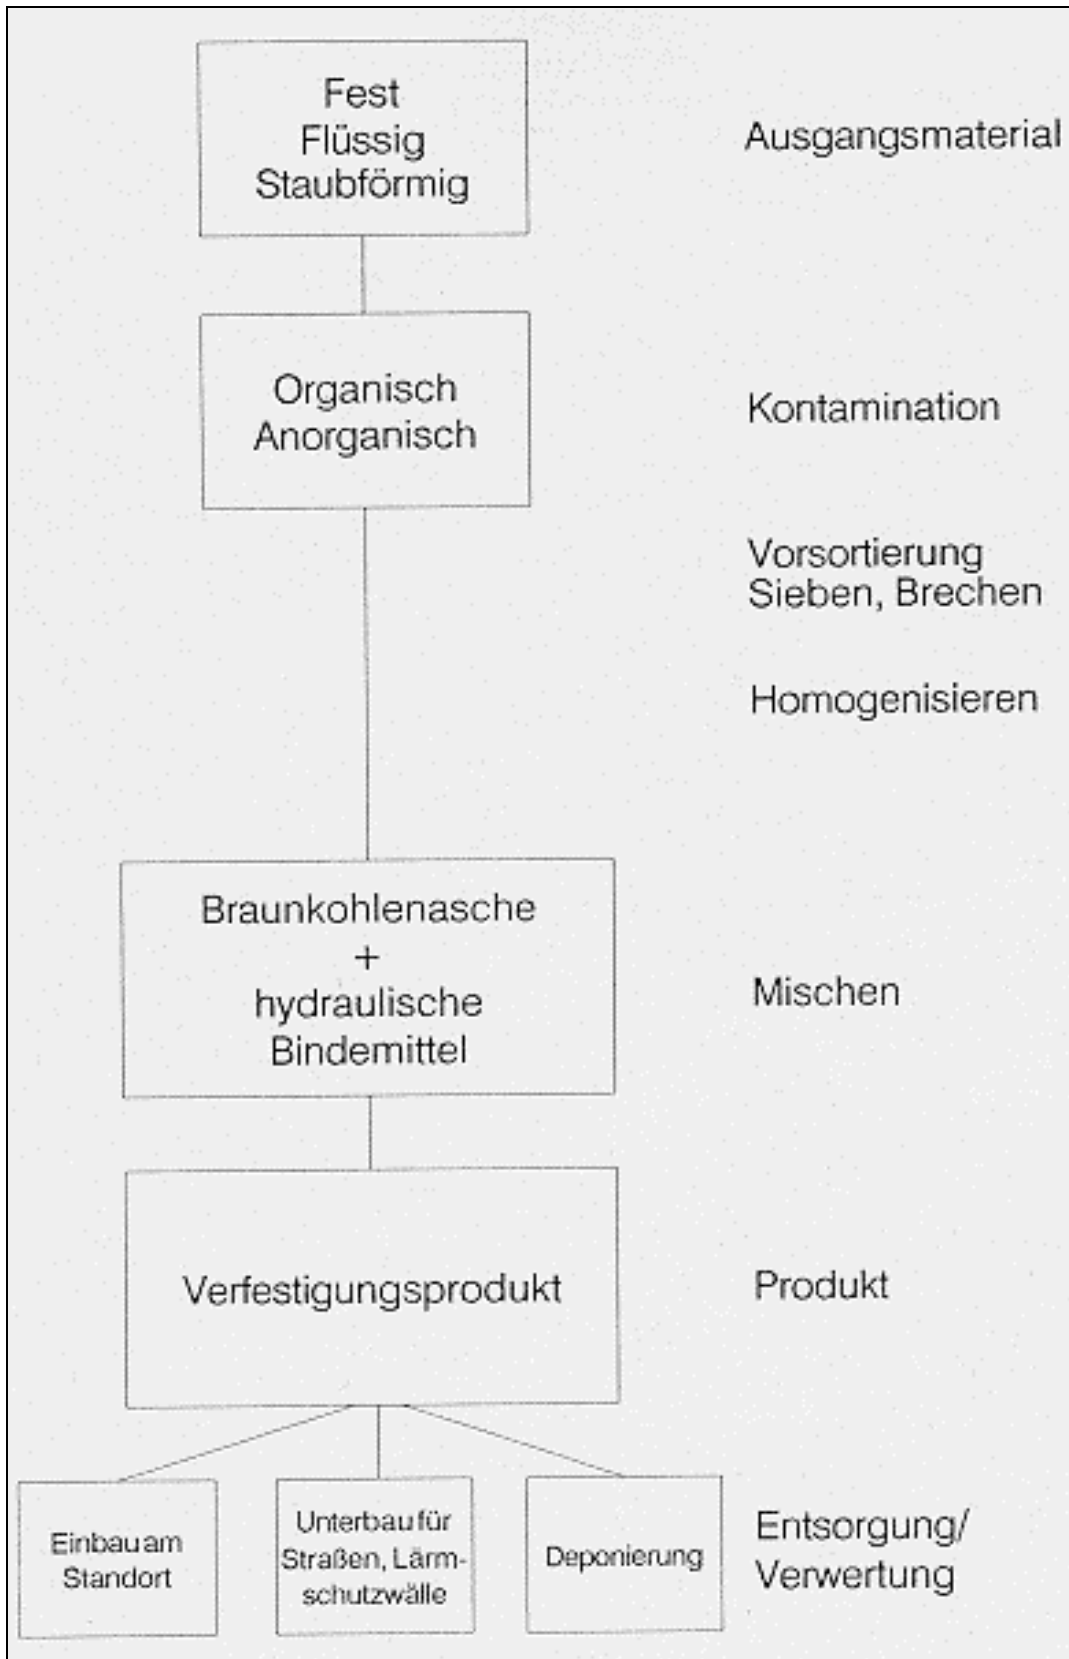 Fest
Flüssig
Staubförmig
Ausgangsmaterial
Organisch
Anorganisch
Kontamination
Vorsortierung
Sieben, Brechen
Homogenisieren
Braunkohlenasche
+
hydraulische
Bindemittel
Mischen
Verfestigungsprodukt
Produkt
Einbau am
Standort
Unterbau für
Straßen, Lärm-
schutzwälle
Deponierung
Entsorgung/
Verwertung